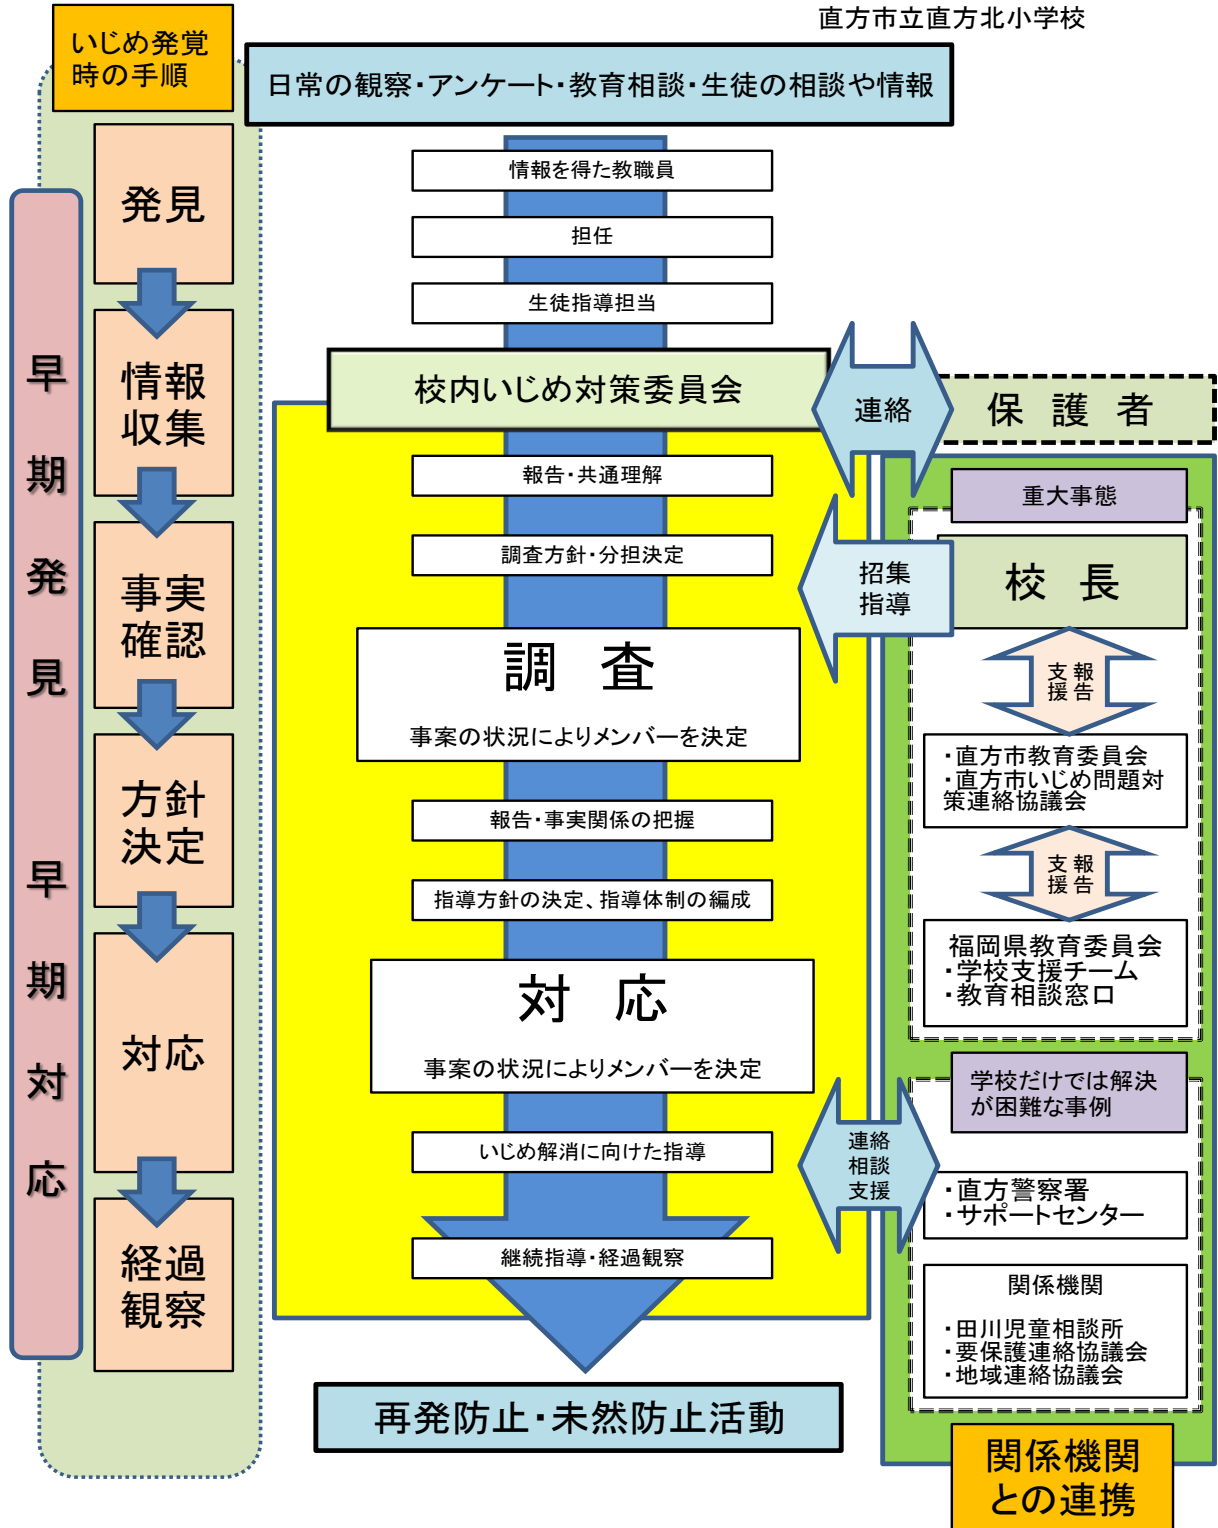 直方市立直方北小学校
いじめ発覚
時の手順
日常の観察・アンケート・教育相談・生徒の相談や情報
早期発見　早期対応
発見
情報
収集
事実
確認
方針
決定
対応
経過
観察
情報を得た教職員
担任
生徒指導担当
校内いじめ対策委員会
連絡
保護者
報告・共通理解
調査方針・分担決定
調査
事案の状況によりメンバーを決定
報告・事実関係の把握
指導方針の決定、指導体制の編成
対応
事案の状況によりメンバーを決定
いじめ解消に向けた指導
継続指導・経過観察
再発防止・未然防止活動
重大事態
招集
指導
校長
支報
援告
・直方市教育委員会
・直方市いじめ問題対
策連絡協議会
支報
援告
福岡県教育委員会
・学校支援チーム
・教育相談窓口
学校だけでは解決
が困難な事例
連絡
相談
支援
・直方警察署
・サポートセンター
関係機関
・田川児童相談所
・要保護連絡協議会
・地域連絡協議会
関係機関
との連携